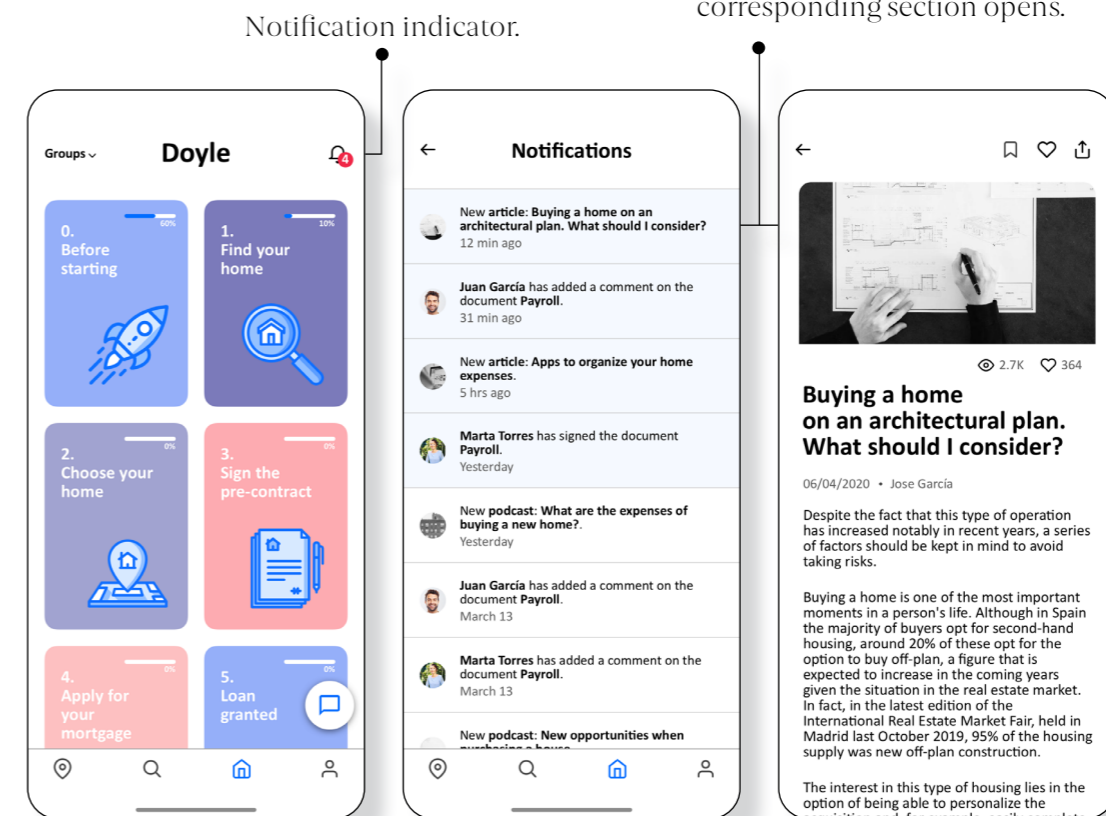 Notification indicator.
corresponding section opens.
Groups
Doyle
4
60%
0.
Before
starting
10%
1.
Find your
home
0%
2.
Choose your
home
0%
3.
Sign the
pre-contract
0%
4.
Apply for
your
mortgage
0%
5.
Loan
granted
Notifications
New article: Buying a home on an
architectural plan. What should I consider?
12 min ago
Juan García has added a comment on the
document Payroll.
31 min ago
New article: Apps to organize your home
expenses.
5 hrs ago
Marta Torres has signed the document
Payroll.
Yesterday
New podcast: What are the expenses of
buying a new home?.
Yesterday
Juan García has added a comment on the
document Payroll.
March 13
Marta Torres has added a comment on the
document Payroll.
March 13
New podcast: New opportunities when
purchasing a house
2.7K 364
Buying a home
on an architectural plan.
What should I consider?
06/04/2020 • Jose García
Despite the fact that this type of operation
has increased notably in recent years, a series
of factors should be kept in mind to avoid
taking risks.
Buying a home is one of the most important
moments in a person's life. Although in Spain
the majority of buyers opt for second-hand
housing, around 20% of these opt for the
option to buy off-plan, a figure that is
expected to increase in the coming years
given the situation in the real estate market.
In fact, in the latest edition of the
International Real Estate Market Fair, held in
Madrid last October 2019, 95% of the housing
supply was new off-plan construction.
The interest in this type of housing lies in the
option of being able to personalize the
acquisition and, for example, easily complete